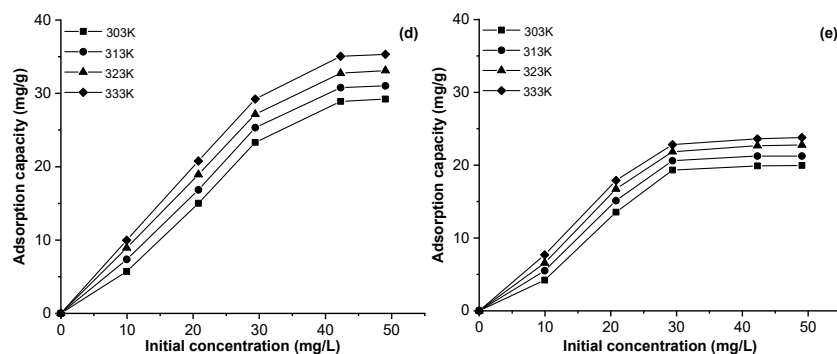 40
30
20
10
0
Adsorption capacity (mg/g)
303K
313K
323K
333K
(d)
0 10 20 30 40 50
Initial concentration (mg/L)
40
30
20
10
0
Adsorption capacity (mg/g)
303K
313K
323K
333K
(e)
0 10 20 30 40 50
Initial concentration (mg/L)